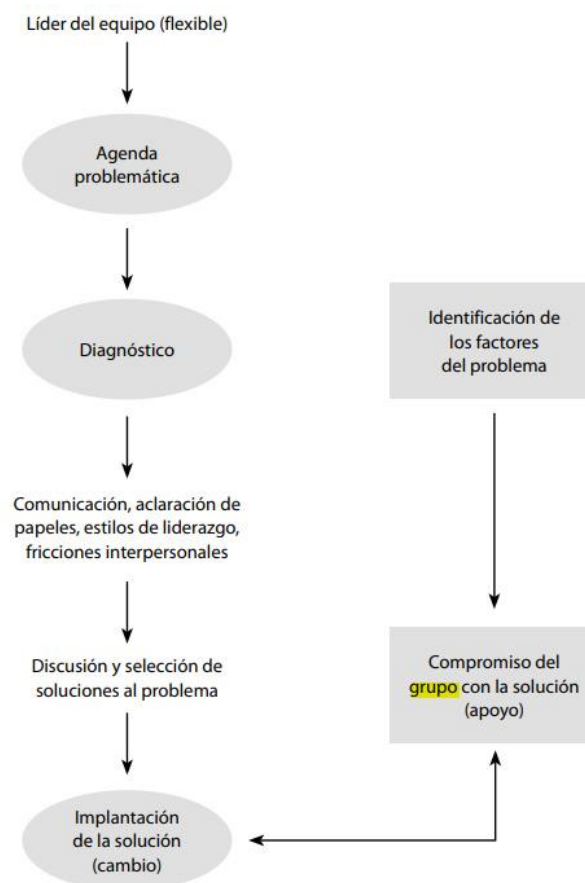 Líder del equipo (flexible)
Agenda
problemática
Diagnóstico
Comunicación, aclaración de
papeles, estilos de liderazgo,
fricciones interpersonales
Discusión y selección de
soluciones al problema
Implantación
de la solución
(cambio)
Identificación de
los factores
del problema
Compromiso del
grupo con la solución
(apoyo)